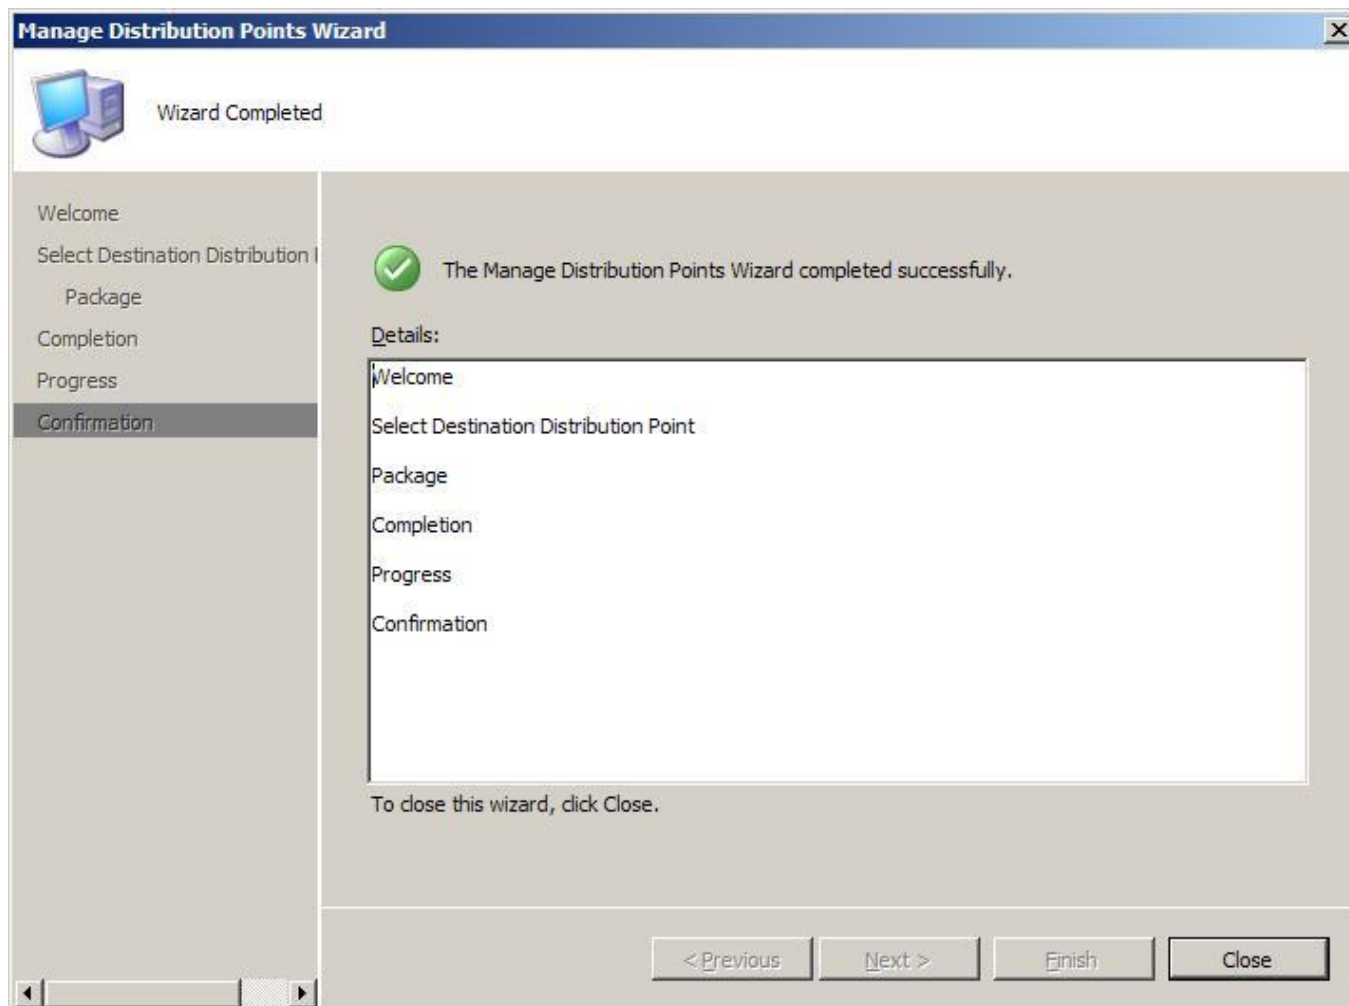 Manage Distribution Points Wizard
Wizard Completed
Welcome
Select Destination Distribution
Package
Completion
Progress
Confirmation
The Manage Distribution Points Wizard completed successfully.
Details:
Welcome
Select Destination Distribution Point
Package
Completion
Progress
Confirmation
To close this wizard, click Close.
< Previous
Next >
Finish
Close